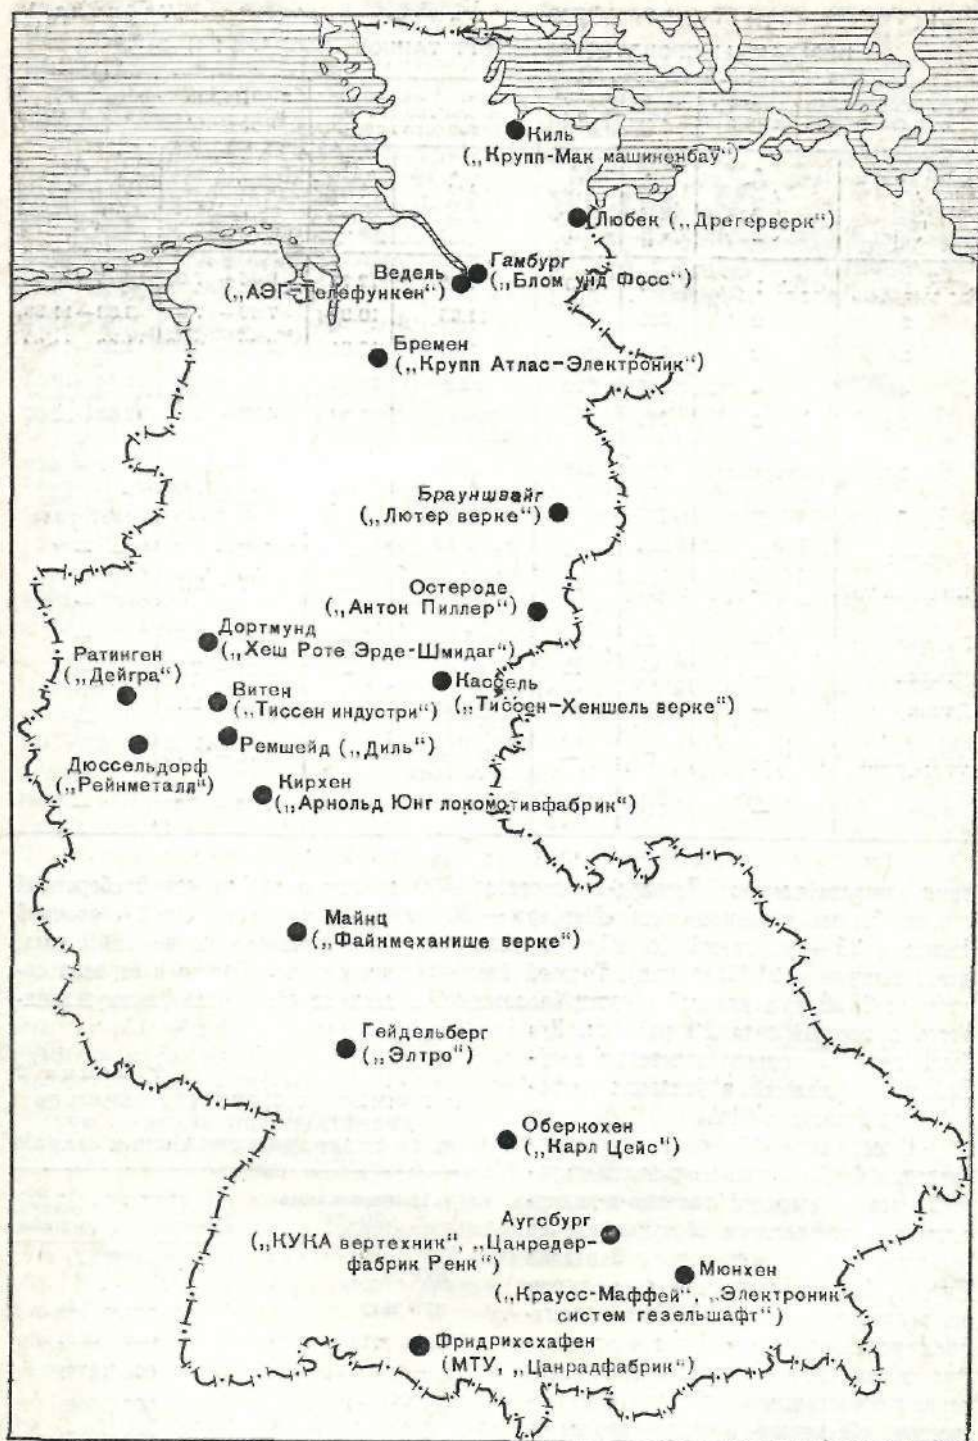 Киль
(„Крупп-Мак машиненбау")
Любек („Дрегерверк")
Гамбург
(„Блом унд Фосс")
Ведель
(„АЭГ-Телефункен")
Бремен
(„Крупп Атлас-Электроник")
Брауншвайг
(„Лютер верке")
Остероде
(„Антон Пиллер")
Дортмунд
(„Хеш Роте Эрде-Шмидаг")
Ратинген
(„Дейгра")
Кассель
(„Тиссен-Хеншель верке")
Витен
(„Тиссен индустри")
Ремшейд („Диль")
Дюссельдорф
(„Рейнметалл")
Кирхен
(„Арнольд Юнг локомотивфабрик")
Майнц
(„Файнмеханише верке")
Гейдельберг
(„Элтро")
Оберкохен
(„Карл Цейс")
Аугсбург
(„КУКА вертехник", „Цанредер-
фабрик Ренк")
Мюнхен
(„Краусс-Маффей", „Электроник
систем гезельшафт")
Фридрихсхафен
(МТУ, „Цанрадфабрик")